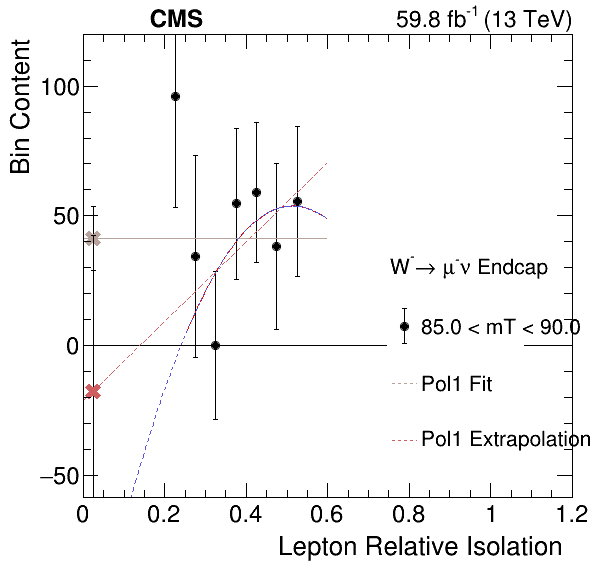 CMS
59.8 fb⁻¹ (13 TeV)
Bin Content
100
50
0
−50
W⁻→ μ⁻ν Endcap
85.0 < mT < 90.0
Pol1 Fit
Pol1 Extrapolation
0 0.2 0.4 0.6 0.8 1 1.2
Lepton Relative Isolation